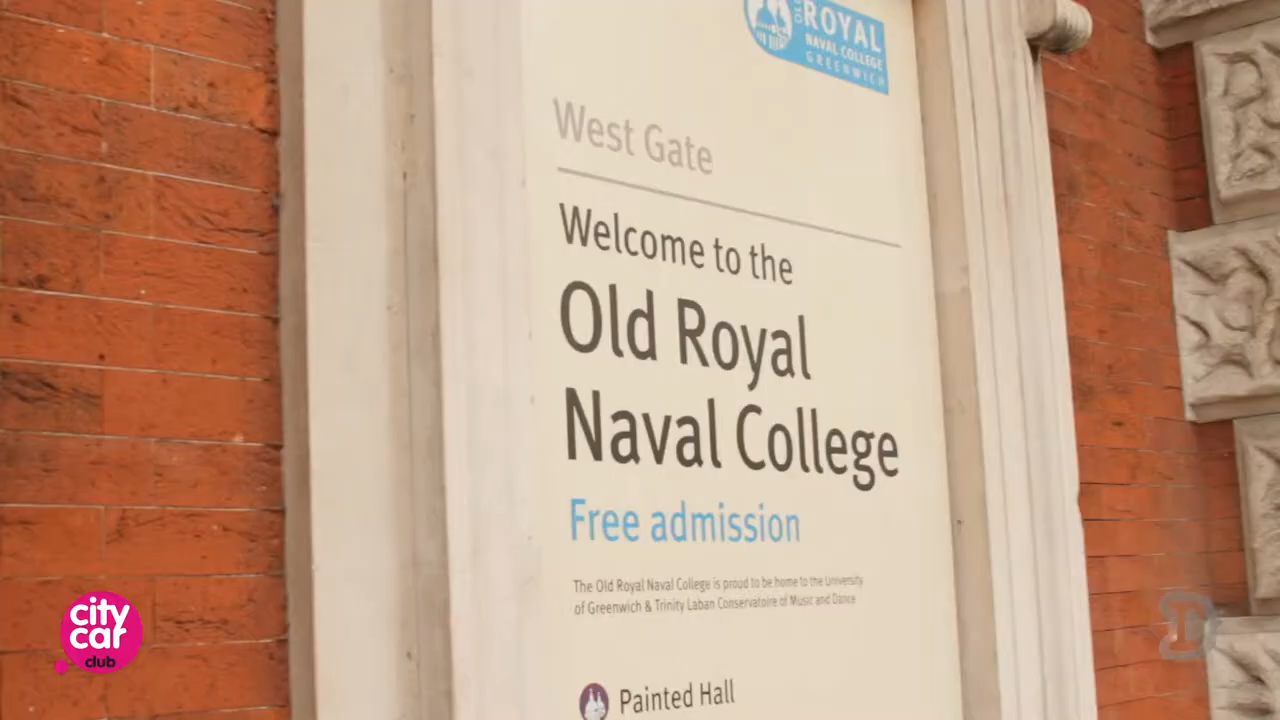 OLD ROYAL
NAVAL COLLEGE
GREENWICH
West Gate
Welcome to the
Old Royal
Naval College
Free admission
The Old Royal Naval College is proud to be home to the University
of Greenwich & Trinity Laban Conservatoire of Music and Dance
Painted Hall
city
car
club
D